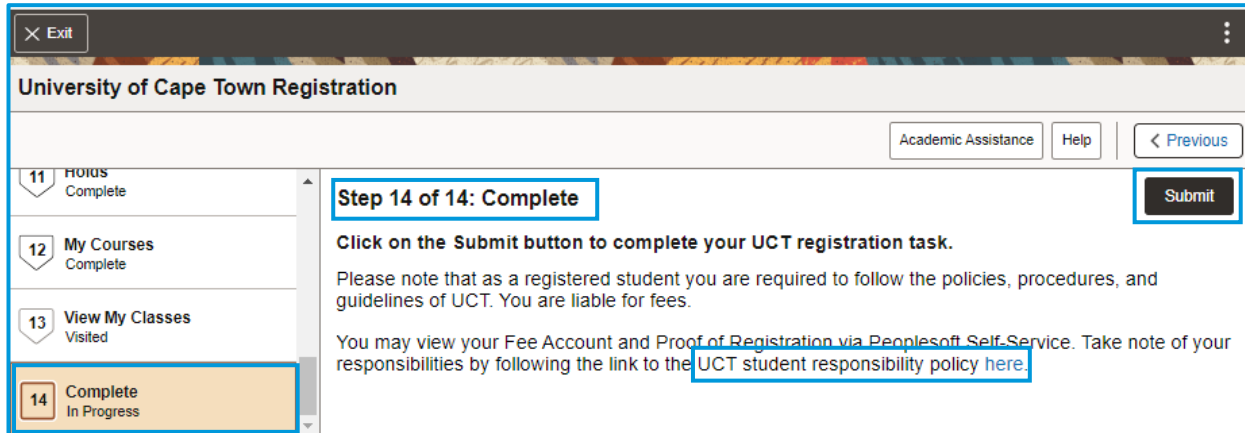 Exit
University of Cape Town Registration
Academic Assistance
Help
Previous
11 Holds
Complete
12 My Courses
Complete
13 View My Classes
Visited
14 Complete
In Progress
Step 14 of 14: Complete
Submit
Click on the Submit button to complete your UCT registration task.
Please note that as a registered student you are required to follow the policies, procedures, and
guidelines of UCT. You are liable for fees.
You may view your Fee Account and Proof of Registration via Peoplesoft Self-Service. Take note of your
responsibilities by following the link to the UCT student responsibility policy here.